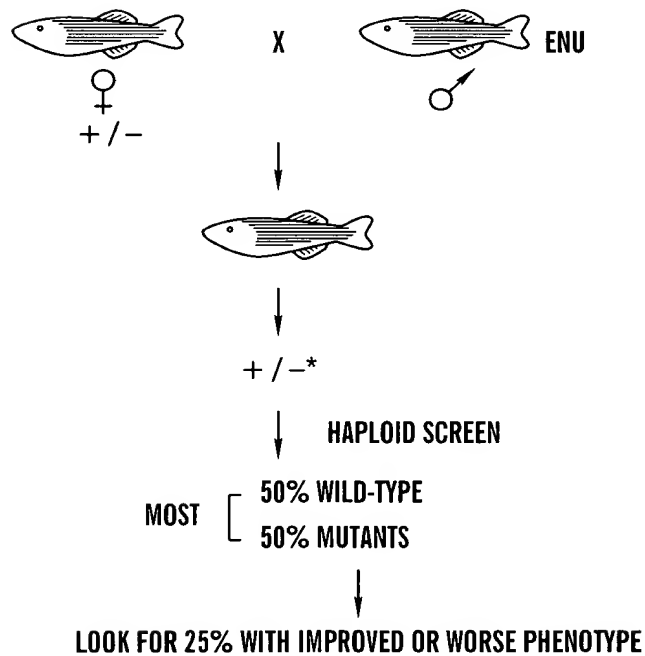 X
ENU
♀
♂
+ / –
+ / –*
HAPLOID SCREEN
50% WILD-TYPE
MOST
50% MUTANTS
LOOK FOR 25% WITH IMPROVED OR WORSE PHENOTYPE